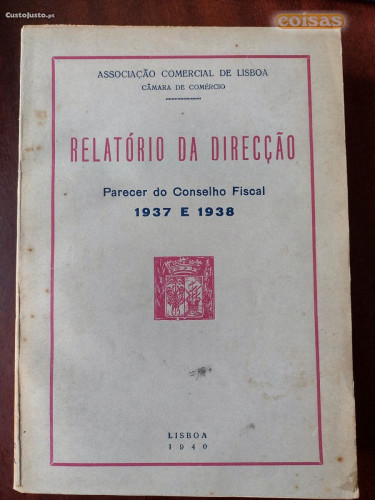 CustoJusto.pt
coisas
ASSOCIAÇÃO COMERCIAL DE LISBOA
CÂMARA DE COMÉRCIO
RELATÓRIO DA DIRECÇÃO
Parecer do Conselho Fiscal
1937 E 1938
LISBOA
1940